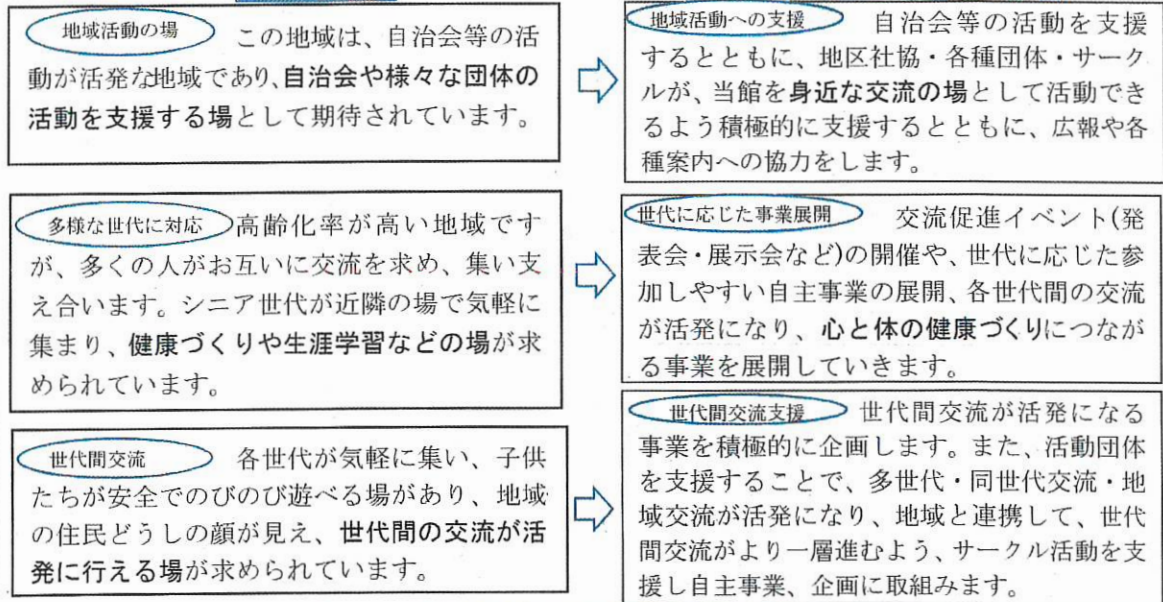 地域活動の場 この地域は、自治会等の活
動が活発な地域であり、自治会や様々な団体の
活動を支援する場として期待されています。
地域活動への支援 自治会等の活動を支援
するとともに、地区社協・各種団体・サーク
ルが、当館を身近な交流の場として活動でき
るよう積極的に支援するとともに、広報や各
種案内への協力をします。
多様な世代に対応 高齢化率が高い地域です
が、多くの人がお互いに交流を求め、集い支
え合います。シニア世代が近隣の場で気軽に
集まり、健康づくりや生涯学習などの場が求
められています。
世代に応じた事業展開 交流促進イベント(発
表会・展示会など)の開催や、世代に応じた参
加しやすい自主事業の展開、各世代間の交流
が活発になり、心と体の健康づくりにつなが
る事業を展開していきます。
世代間交流 各世代が気軽に集い、子供
たちが安全でのびのび遊べる場があり、地域
の住民どうしの顔が見え、世代間の交流が活
発に行える場が求められています。
世代間交流支援 世代間交流が活発になる
事業を積極的に企画します。また、活動団体
を支援することで、多世代・同世代交流・地
域交流が活発になり、地域と連携して、世代
間交流がより一層進むよう、サークル活動を支
援し自主事業、企画に取組みます。